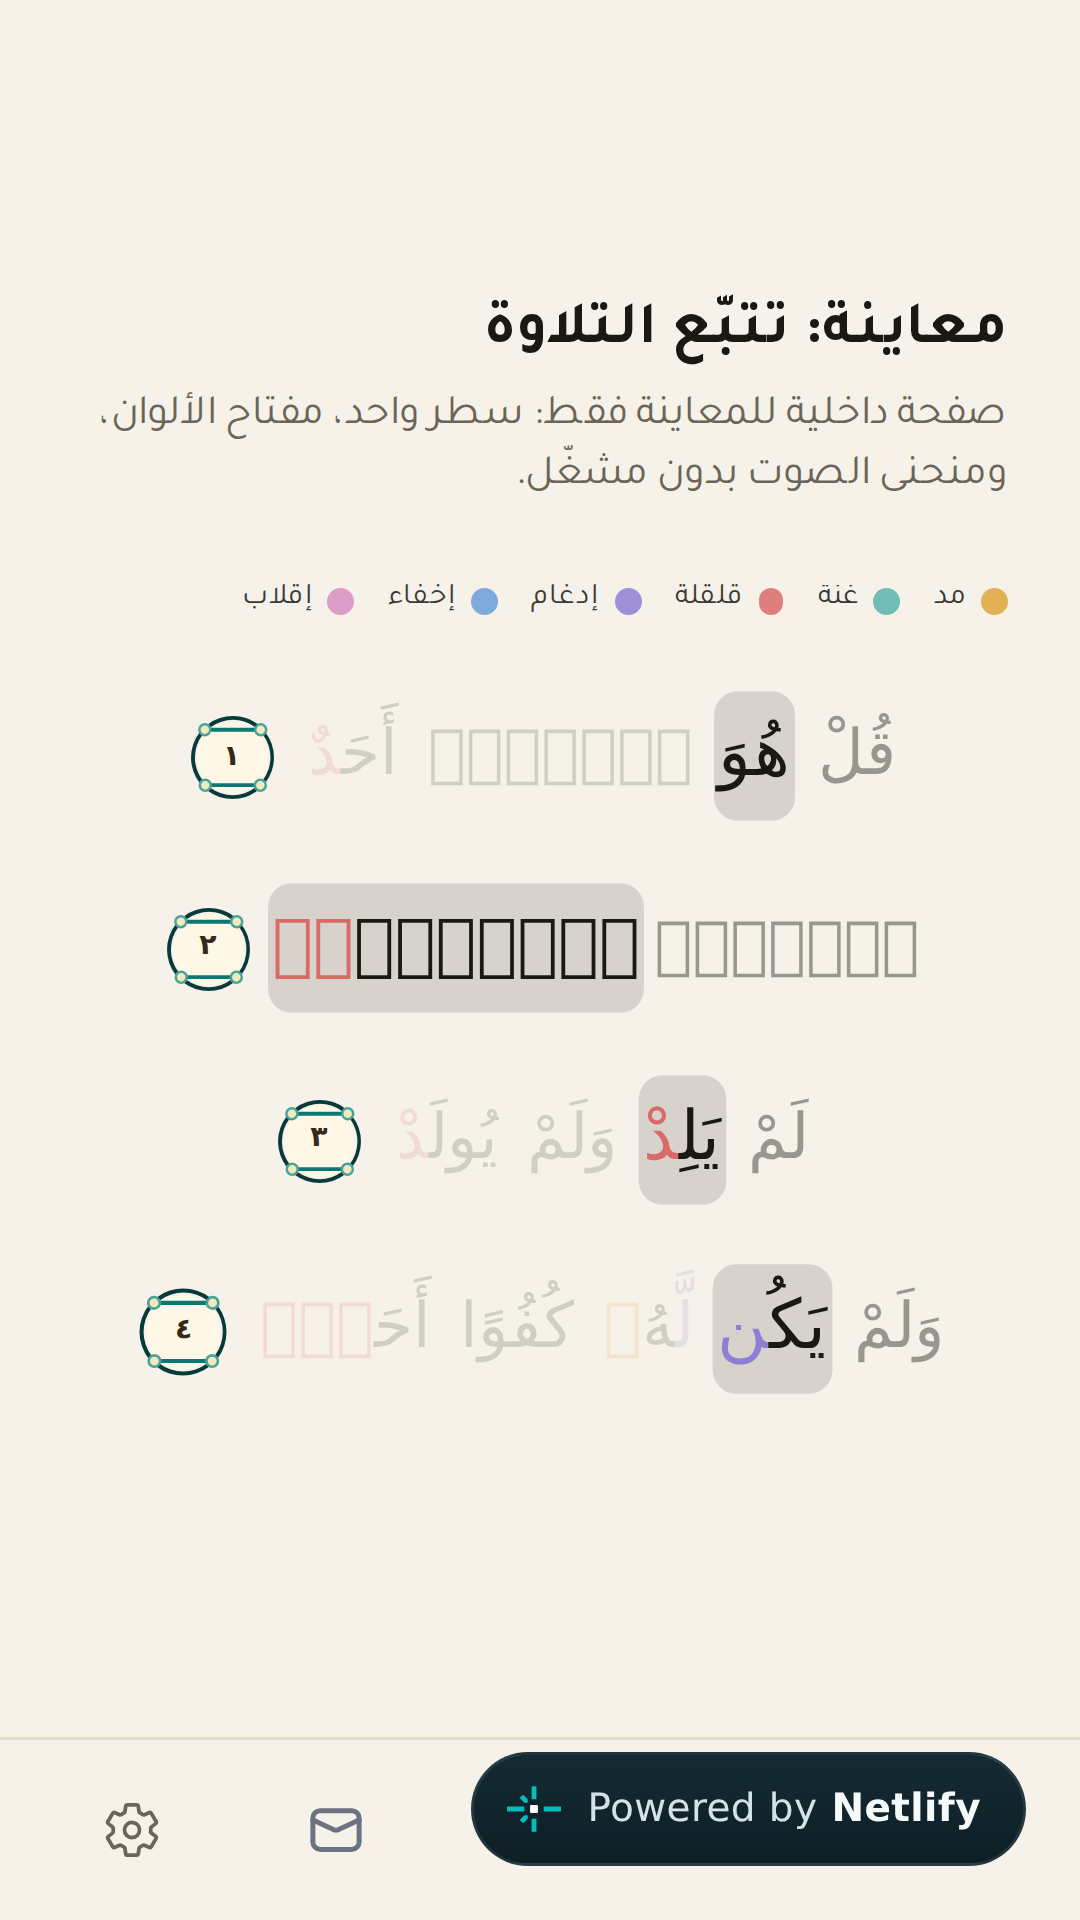 معاينة: تتبّع التلاوة
صفحة داخلية للمعاينة فقط: سطر واحد، مفتاح الألوان،
ومنحنى الصوت بدون مشغّل.
مد غنة قلقلة إدغام إخفاء إقلاب
قُلْ هُوَ أَحَدٌ ١
٢
لَمْ يَلِدْ وَلَمْ يُولَدْ ٣
وَلَمْ يَكُن لَّهُ كُفُوًا أَحَ ٤
Powered by Netlify